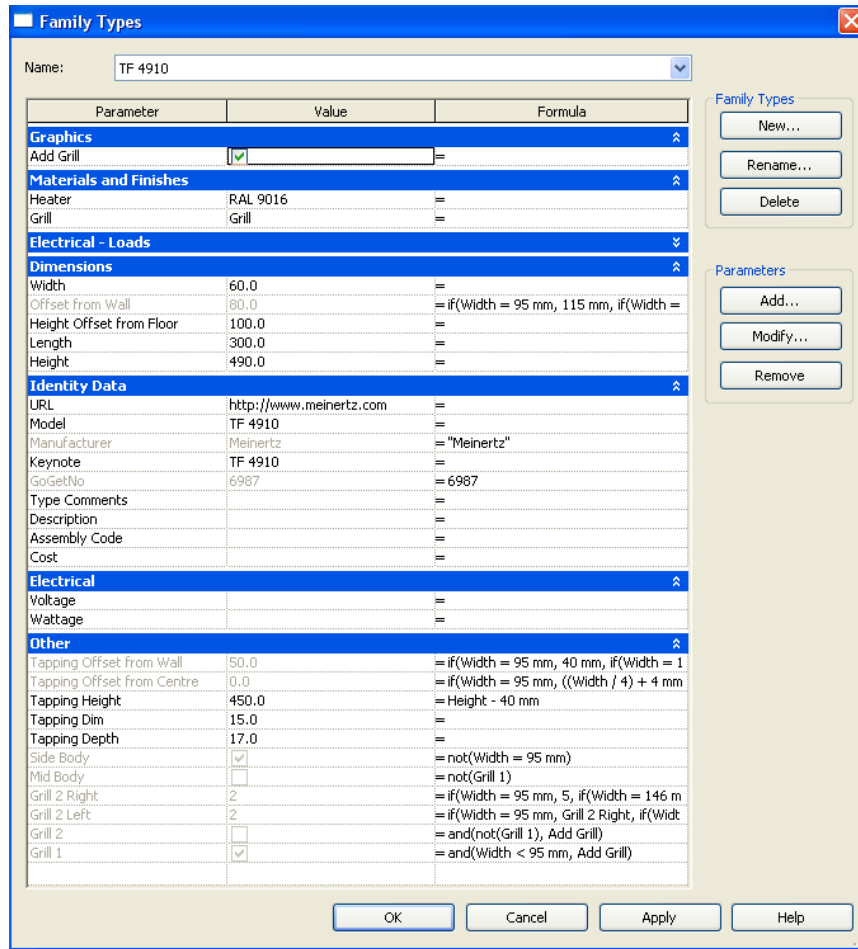 Family Types
Name: TF 4910
Parameter Value Formula
Family Types
New...
Rename...
Delete
Graphics
Add Grill =
Materials and Finishes
Heater RAL 9016 =
Grill Grill =
Electrical - Loads
Dimensions
Width 60.0 =
Offset from Wall 80.0 = if(Width = 95 mm, 115 mm, if(Width =
Height Offset from Floor 100.0 =
Length 300.0 =
Height 490.0 =
Parameters
Add...
Modify...
Remove
Identity Data
URL http://www.meinertz.com =
Model TF 4910 =
Manufacturer Meinertz = "Meinertz"
Keynote TF 4910 =
GoGetNo 6987 = 6987
Type Comments =
Description =
Assembly Code =
Cost =
Electrical
Voltage =
Wattage =
Other
Tapping Offset from Wall 50.0 = if(Width = 95 mm, 40 mm, if(Width = 1
Tapping Offset from Centre 0.0 = if(Width = 95 mm, ((Width / 4) + 4 mm
Tapping Height 450.0 = Height - 40 mm
Tapping Dim 15.0 =
Tapping Depth 17.0 =
Side Body = not(Width = 95 mm)
Mid Body = not(Grill 1)
Grill 2 Right 2 = if(Width = 95 mm, 5, if(Width = 146 m
Grill 2 Left 2 = if(Width = 95 mm, Grill 2 Right, if(Widt
Grill 2 = and(not(Grill 1), Add Grill)
Grill 1 = and(Width < 95 mm, Add Grill)
OK Cancel Apply Help